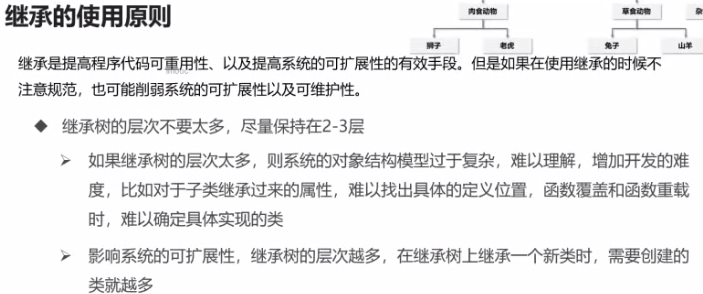 继承的使用原则
肉食动物
草食动物
杂
狮子
老虎
兔子
山羊
继承是提高程序代码可重用性、以及提高系统的可扩展性的有效手段。但是如果在使用继承的时候不
注意规范，也可能削弱系统的可扩展性以及可维护性。
继承树的层次不要太多，尽量保持在2-3层
如果继承树的层次太多，则系统的对象结构模型过于复杂，难以理解，增加开发的难
度，比如对于子类继承过来的属性，难以找出具体的定义位置，函数覆盖和函数重载
时，难以确定具体实现的类
影响系统的可扩展性，继承树的层次越多，在继承树上继承一个新类时，需要创建的
类就越多